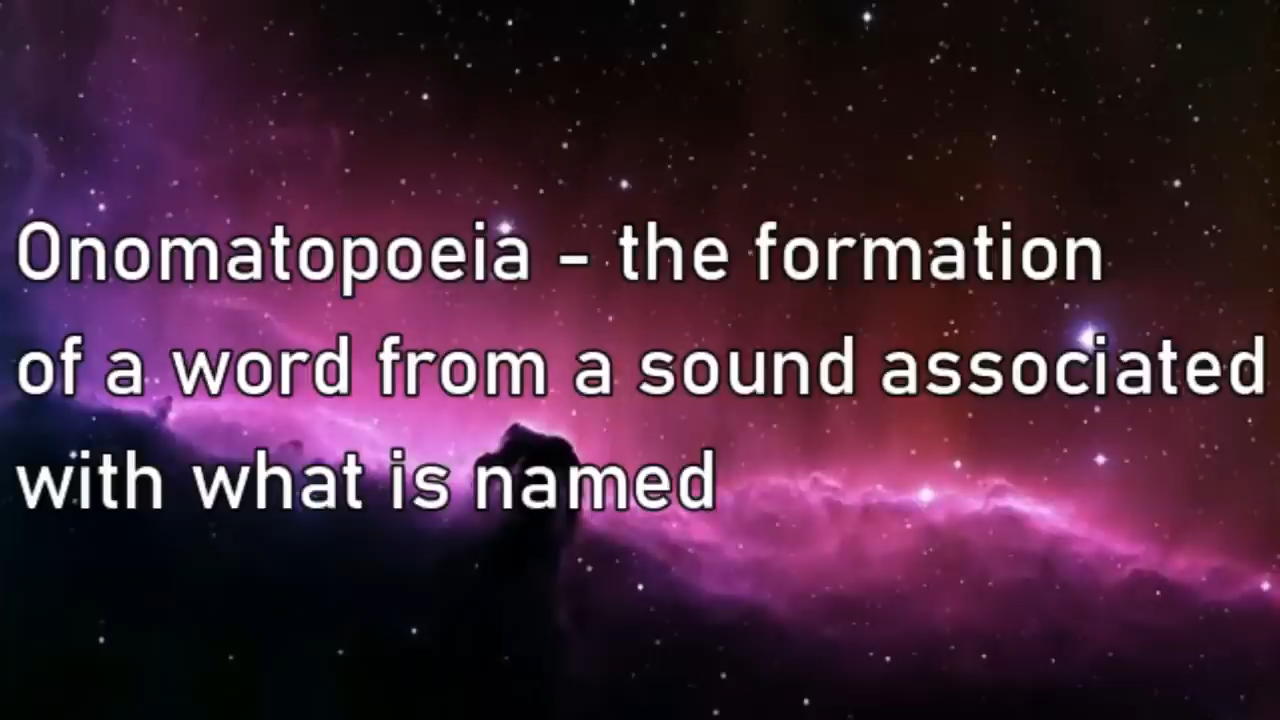 Onomatopoeia - the formation
of a word from a sound associated
with what is named